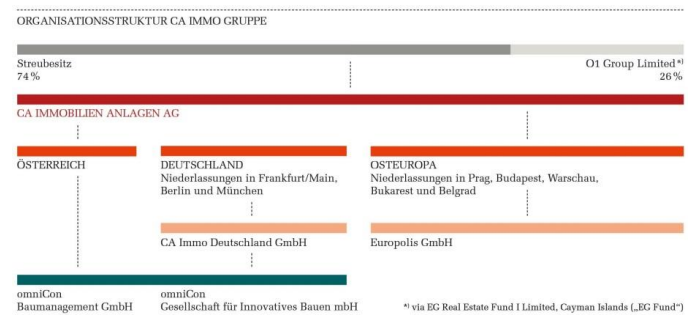 ORGANISATIONSSTRUKTUR CA IMMO GRUPPE
Streubesitz
74 %
O1 Group Limited *)
26 %
CA IMMOBILIEN ANLAGEN AG
ÖSTERREICH
DEUTSCHLAND
Niederlassungen in Frankfurt/Main,
Berlin und München
OSTEUROPA
Niederlassungen in Prag, Budapest, Warschau,
Bukarest und Belgrad
CA Immo Deutschland GmbH
Europolis GmbH
omniCon
Baumanagement GmbH
omniCon
Gesellschaft für Innovatives Bauen mbH
*) via EG Real Estate Fund I Limited, Cayman Islands („EG Fund“)